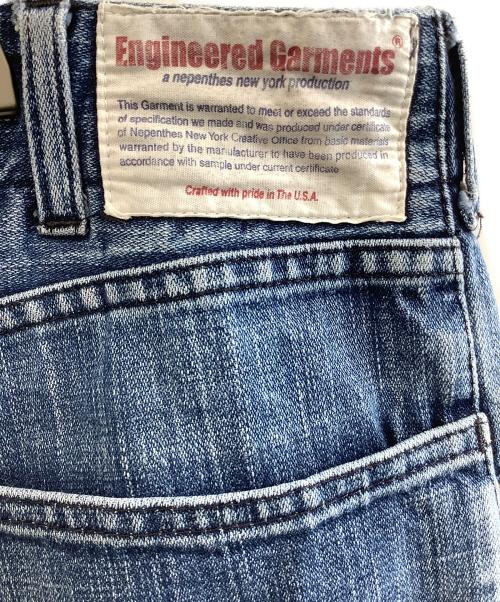 Engineered Garments®
a nepenthes new york production
This Garment is warranted to meet or exceed the standards
of specification we made and was produced under certificate
of Nepenthes New York Creative Office from basic materials
warranted by the manufacturer to have been produced in
accordance with sample under current certificate
Crafted with pride in The U.S.A.